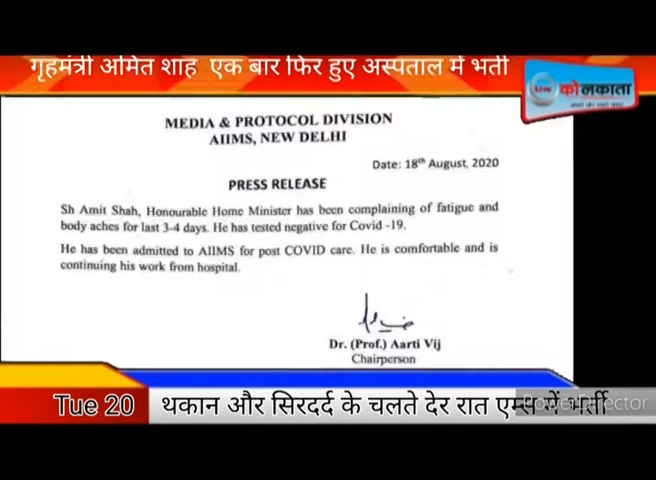 गृहमंत्री अमित शाह एक बार फिर हुए अस्पताल में भर्ती
Live कोलकाता
MEDIA & PROTOCOL DIVISION
AIIMS, NEW DELHI
Date: 18th August, 2020
PRESS RELEASE
Sh Amit Shah, Honourable Home Minister has been complaining of fatigue and
body aches for last 3-4 days. He has tested negative for Covid -19.
He has been admitted to AIIMS for post COVID care. He is comfortable and is
continuing his work from hospital.
Dr. (Prof.) Aarti Vij
Chairperson
Tue 20
थकान और सिरदर्द के चलते देर रात एम्स में भर्ती
PowerDirector